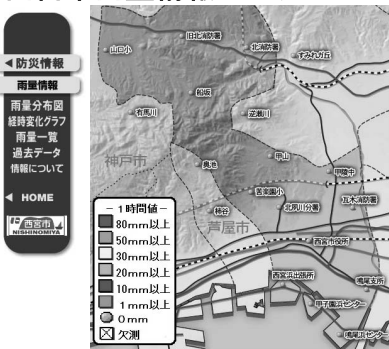 防災情報
雨量情報
雨量分布図
経時変化グラフ
雨量一覧
過去データ
情報について
HOME
西宮市
NISHINOMIYA
山口小
旧北消防署
北消防署
すみれガ丘
船坂
有馬川
逆瀬川
神戸市
奥池
甲山
甲陵中
苦楽園小
瓦木消防署
柿谷
北夙川分署
芦屋市
西宮市役所
西宮浜出張所
鳴尾支所
甲子園浜センター
鳴尾浜センター
－1時間値－
80mm以上
50mm以上
30mm以上
20mm以上
10mm以上
1mm以上
0mm
欠測